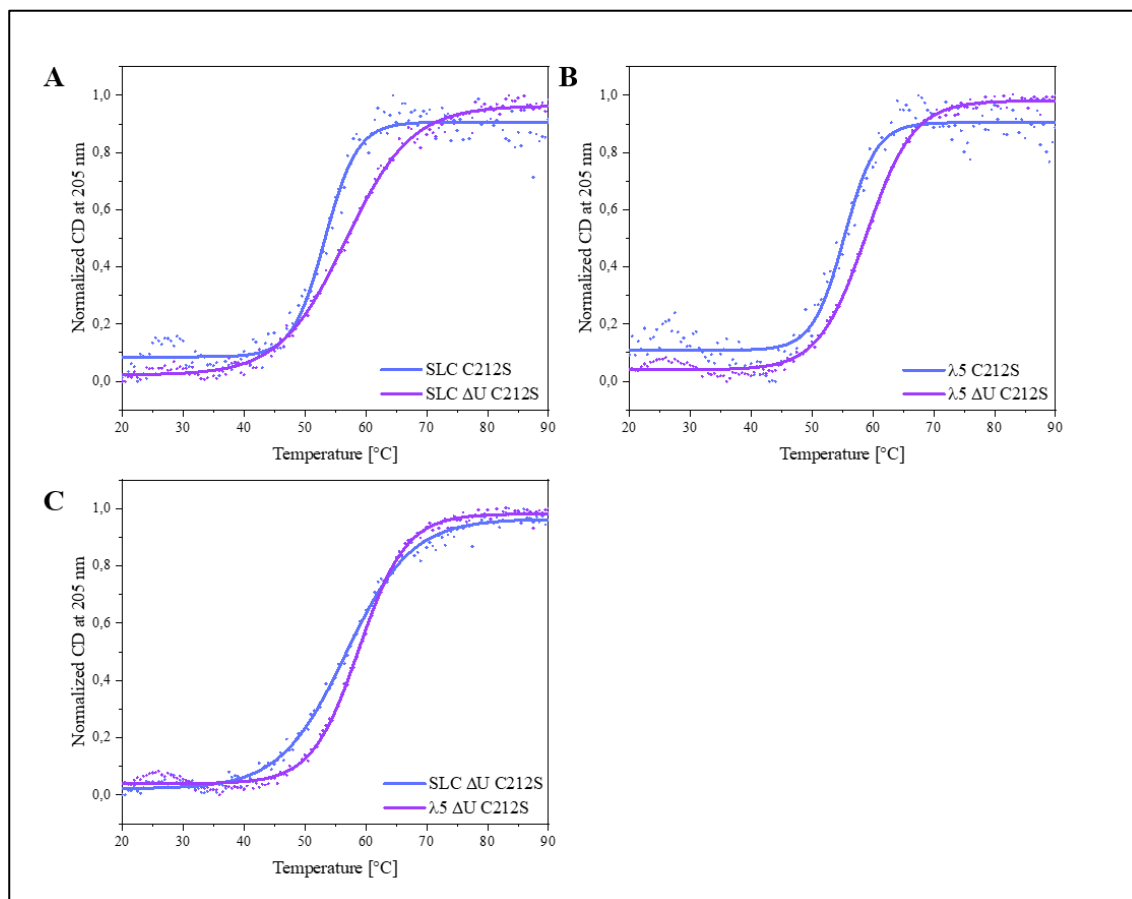 A
Normalized CD at 205 nm
1,0
0,8
0,6
0,4
0,2
0,0
SLC C212S
SLC ΔU C212S
20 30 40 50 60 70 80 90
Temperature [°C]
B
Normalized CD at 205 nm
1,0
0,8
0,6
0,4
0,2
0,0
λ5 C212S
λ5 ΔU C212S
20 30 40 50 60 70 80 90
Temperature [°C]
C
Normalized CD at 205 nm
1,0
0,8
0,6
0,4
0,2
0,0
SLC ΔU C212S
λ5 ΔU C212S
20 30 40 50 60 70 80 90
Temperature [°C]